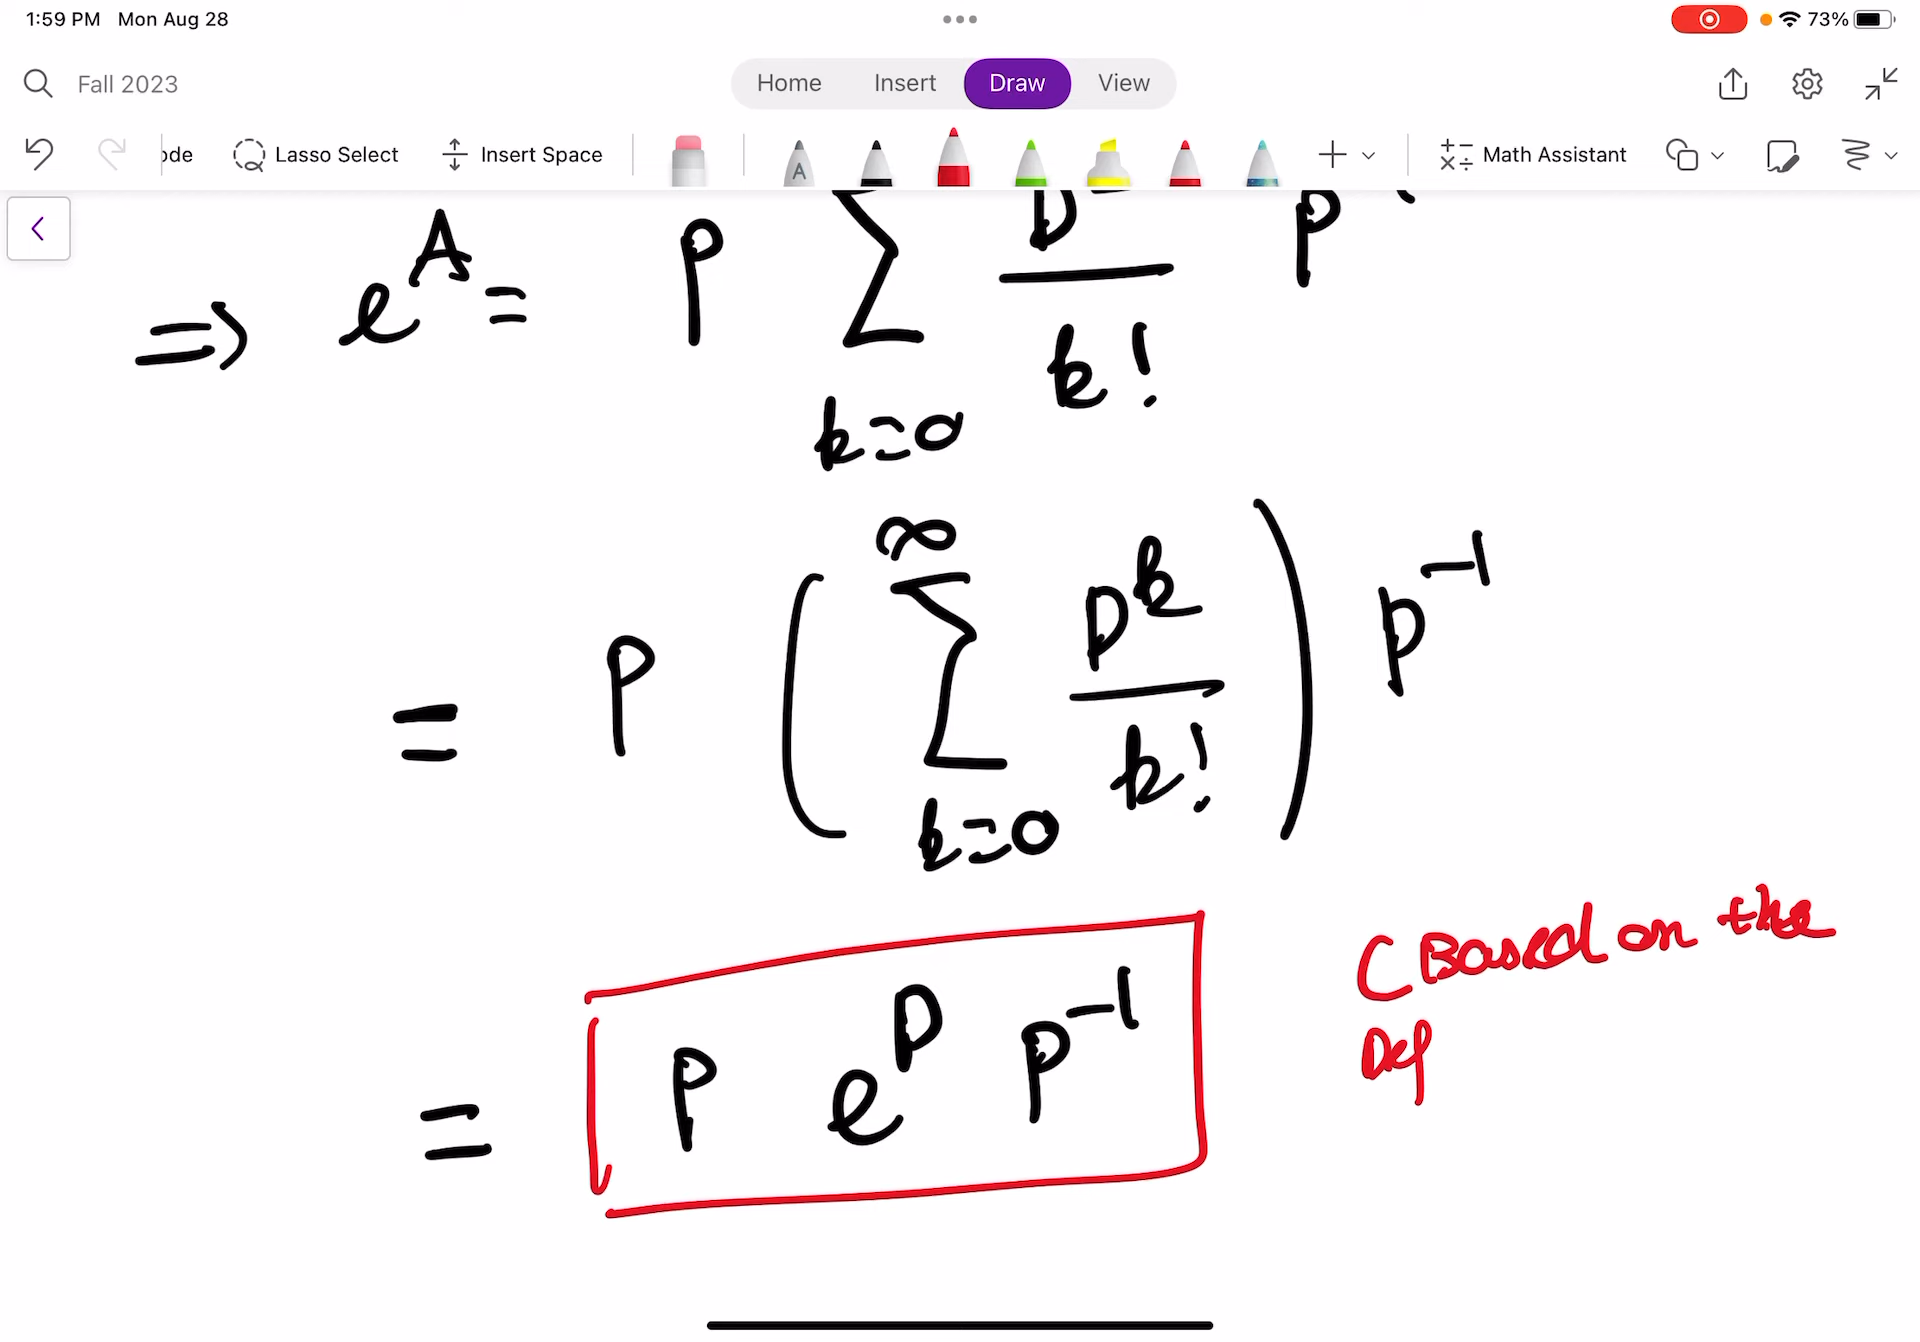 1:59 PM Mon Aug 28
73%
Fall 2023
Home Insert Draw View
ode Lasso Select Insert Space A Math Assistant
⇒ e^A = P ∑ D / k! P
k=0
= P ( ∑_{k=0}^{∞} D^k / k! ) P^{-1}
= P e^D P^{-1}
(Based on the
Def